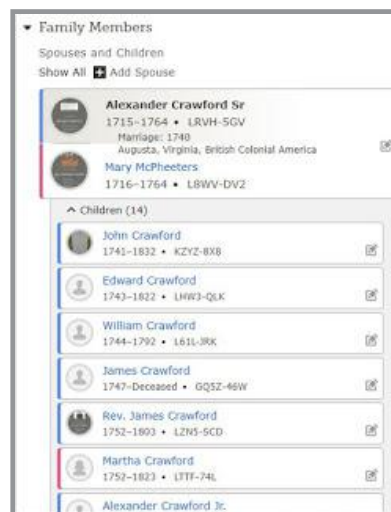 Family Members
Spouses and Children
Show All Add Spouse
Alexander Crawford Sr
1715–1764 • LRVH-5GV
Marriage: 1740
Augusta, Virginia, British Colonial America
Mary McPheeters
1716–1764 • L8WV-DV2
Children (14)
John Crawford
1741–1832 • KZYZ-8X8
Edward Crawford
1743–1822 • LHW3-QLK
William Crawford
1744–1792 • L61L-JRK
James Crawford
1747–Deceased • GQ5Z-46W
Rev. James Crawford
1752–1803 • LZN5-SCD
Martha Crawford
1752–1823 • LTTF-74L
Alexander Crawford Jr.